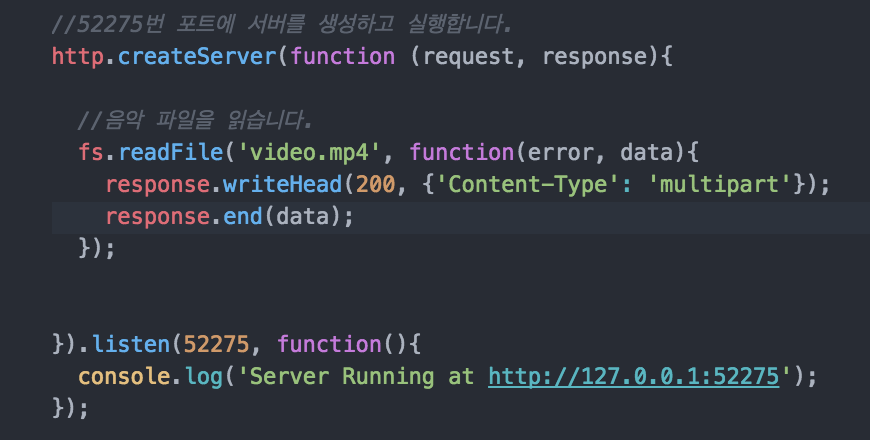 //52275번 포트에 서버를 생성하고 실행합니다.
http.createServer(function (request, response){
//음악 파일을 읽습니다.
fs.readFile('video.mp4', function(error, data){
response.writeHead(200, {'Content-Type': 'multipart'});
response.end(data);
});
}).listen(52275, function(){
console.log('Server Running at http://127.0.0.1:52275');
});